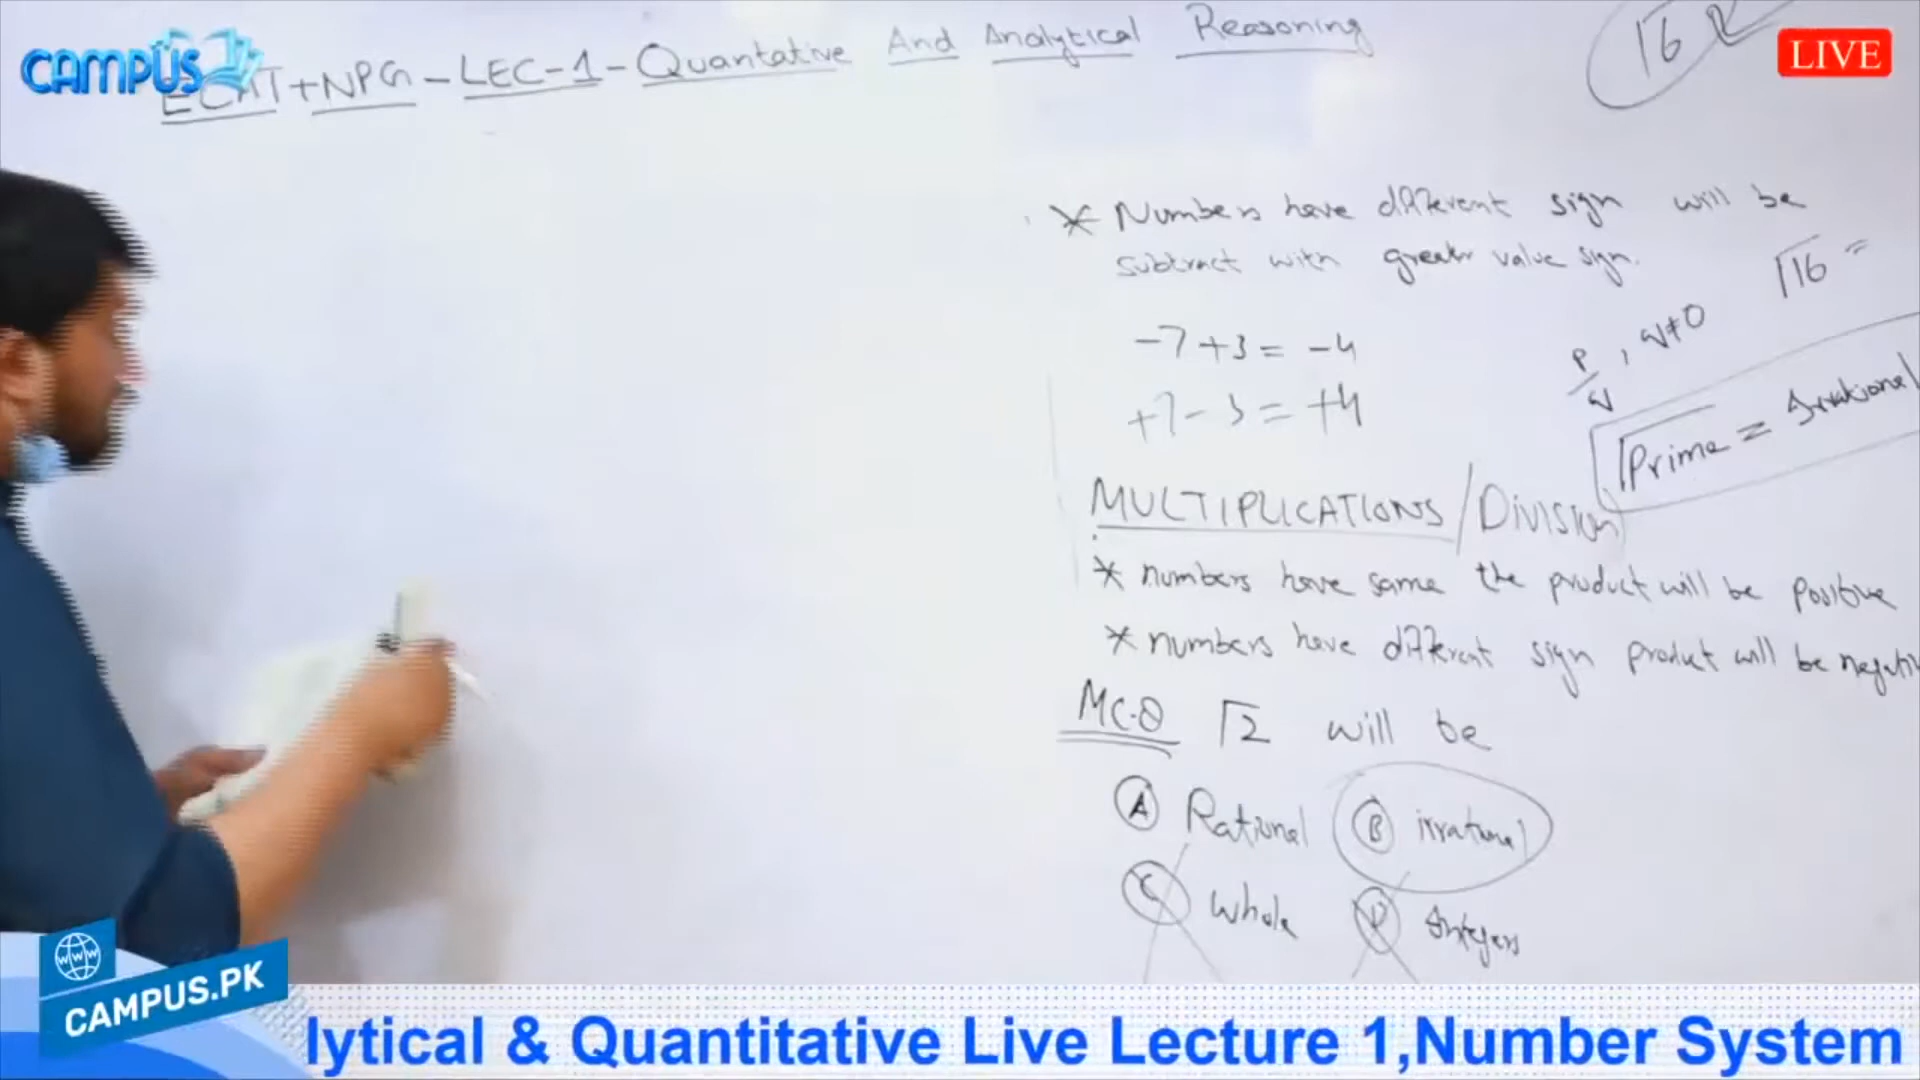 CAMPUS
ECAT+NPG-LEC-1-Quantative And Analytical Reasoning
√6
LIVE
* Numbers have different sign will be
subtract with greater value sign.
√16 =
-7+3 = -4
+7-3 = +4
P/q, q≠0
√Prime = Irrational
MULTIPLICATIONS/DIVISION
* numbers have same the product will be positive
* numbers have different sign product will be negativ
MC.Q √2 will be
A Rational B irrational
C Whole D Integers
WWW
CAMPUS.PK
lytical & Quantitative Live Lecture 1,Number System